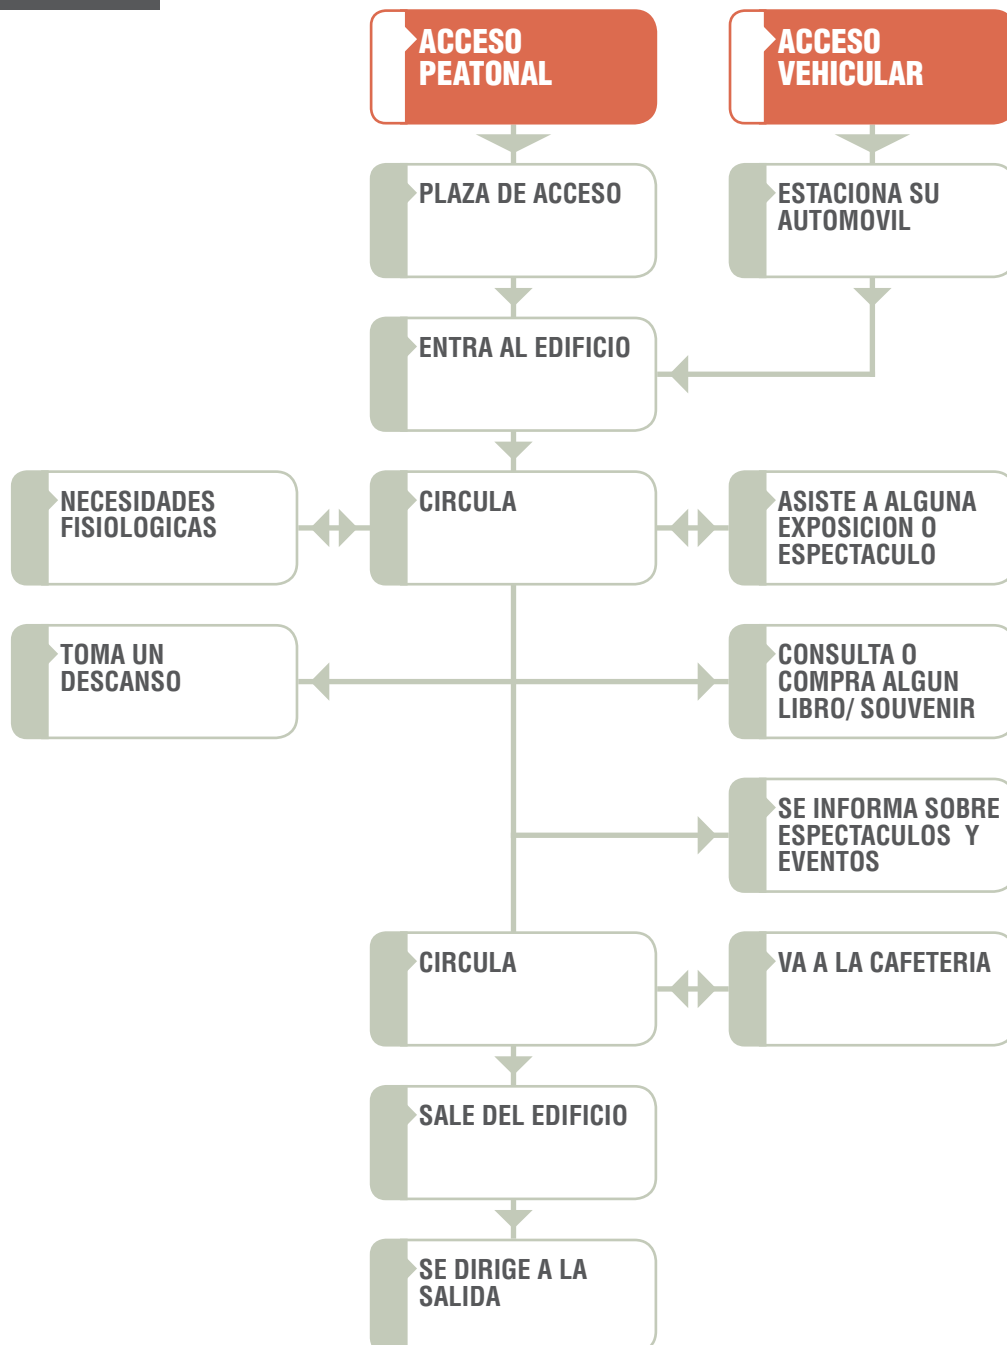 ACCESO
PEATONAL
ACCESO
VEHICULAR
PLAZA DE ACCESO
ESTACIONA SU
AUTOMOVIL
ENTRA AL EDIFICIO
NECESIDADES
FISIOLOGICAS
CIRCULA
ASISTE A ALGUNA
EXPOSICION O
ESPECTACULO
TOMA UN
DESCANSO
CONSULTA O
COMPRA ALGUN
LIBRO/ SOUVENIR
SE INFORMA SOBRE
ESPECTACULOS  Y
EVENTOS
CIRCULA
VA A LA CAFETERIA
SALE DEL EDIFICIO
SE DIRIGE A LA
SALIDA